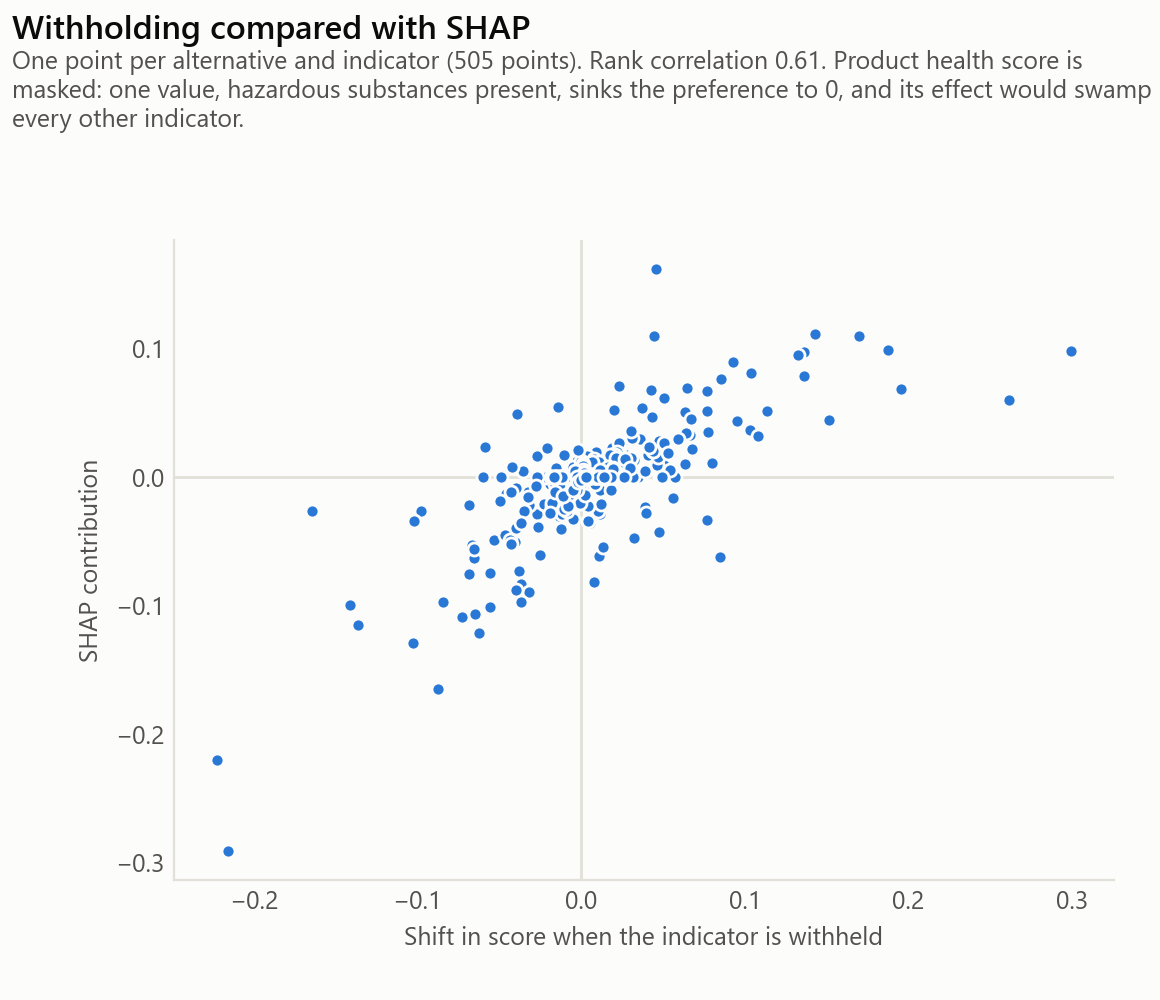 Withholding compared with SHAP
One point per alternative and indicator (505 points). Rank correlation 0.61. Product health score is
masked: one value, hazardous substances present, sinks the preference to 0, and its effect would swamp
every other indicator.
0.1
0.0
−0.1
−0.2
−0.3
SHAP contribution
−0.2
−0.1
0.0
0.1
0.2
0.3
Shift in score when the indicator is withheld